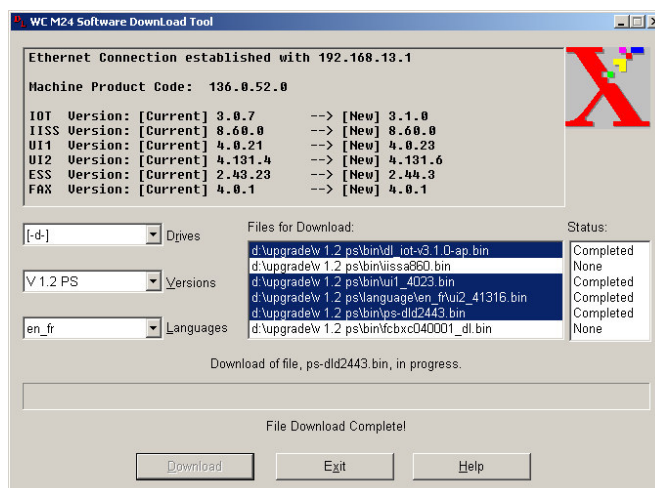 WC M24 Software DownLoad Tool
Ethernet Connection established with 192.168.13.1
Machine Product Code: 136.0.52.0
IOT Version: [Current] 3.0.7 --> [New] 3.1.0
IISS Version: [Current] 8.60.0 --> [New] 8.60.0
UI1 Version: [Current] 4.0.21 --> [New] 4.0.23
UI2 Version: [Current] 4.131.4 --> [New] 4.131.6
ESS Version: [Current] 2.43.23 --> [New] 2.44.3
FAX Version: [Current] 4.0.1 --> [New] 4.0.1
[-d-] Drives
V 1.2 PS Versions
en_fr Languages
Files for Download:
d:\upgrade\v 1.2 ps\bin\dl_iot-v3.1.0-ap.bin
d:\upgrade\v 1.2 ps\bin\iissa860.bin
d:\upgrade\v 1.2 ps\bin\ui1_4023.bin
d:\upgrade\v 1.2 ps\language\en_fr\ui2_41316.bin
d:\upgrade\v 1.2 ps\bin\ps-dld2443.bin
d:\upgrade\v 1.2 ps\bin\fcbxc040001_dl.bin
Status:
Completed
None
Completed
Completed
Completed
None
Download of file, ps-dld2443.bin, in progress.
File Download Complete!
Download Exit Help